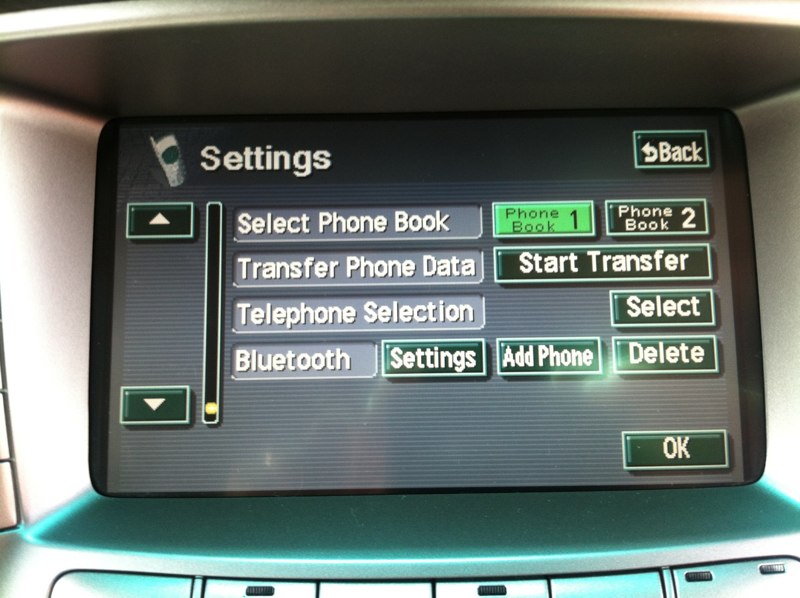 Settings
Back
Select Phone Book
Phone Book 1
Phone Book 2
Transfer Phone Data
Start Transfer
Telephone Selection
Select
Bluetooth
Settings
Add Phone
Delete
OK